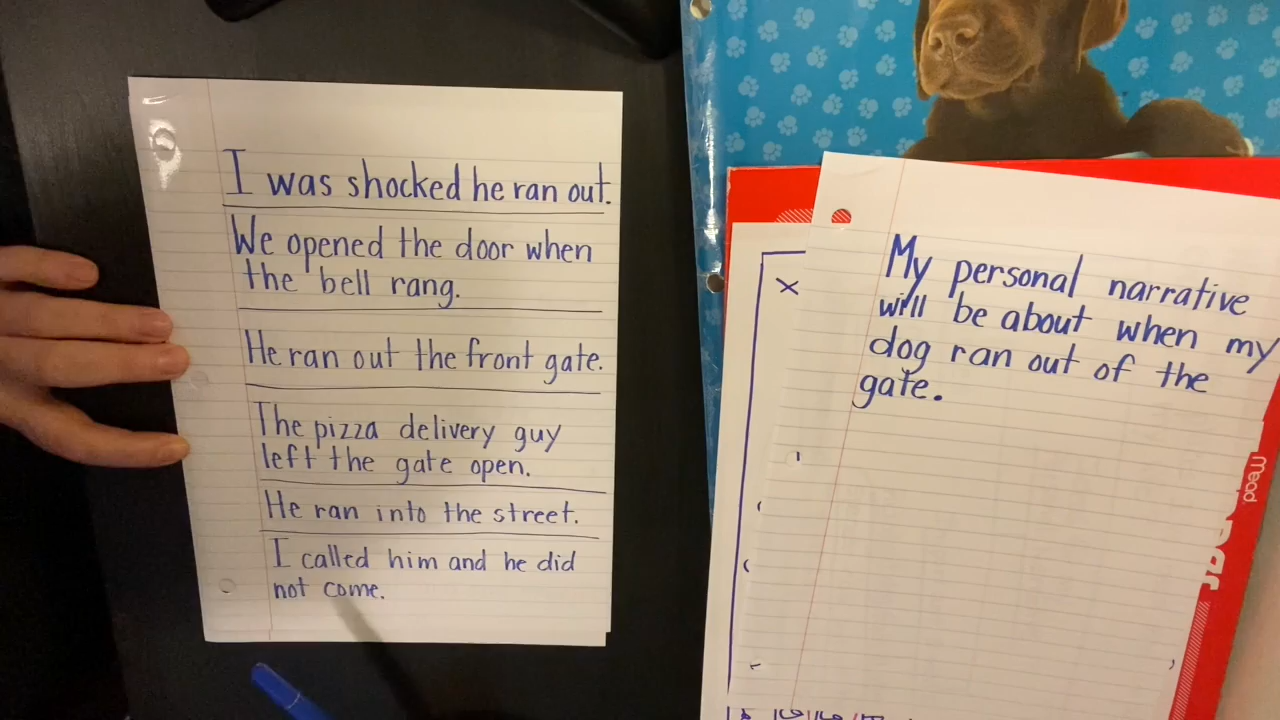 I was shocked he ran out.
We opened the door when
the bell rang.
He ran out the front gate.
The pizza delivery guy
left the gate open.
He ran into the street.
I called him and he did
not come.
My personal narrative
will be about when my
dog ran out of the
gate.
x
mead